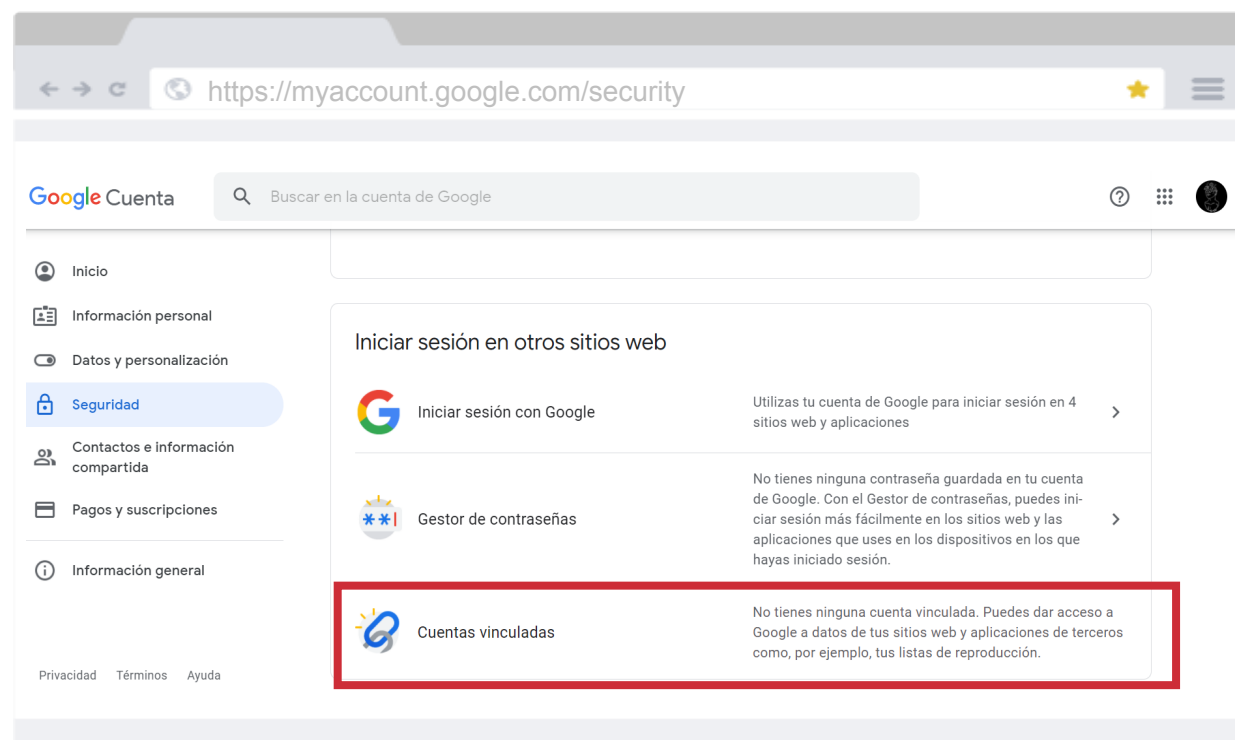 https://myaccount.google.com/security
Google Cuenta
Buscar en la cuenta de Google
Inicio
Información personal
Datos y personalización
Seguridad
Contactos e información
compartida
Pagos y suscripciones
Información general
Privacidad Términos Ayuda
Iniciar sesión en otros sitios web
Iniciar sesión con Google
Utilizas tu cuenta de Google para iniciar sesión en 4
sitios web y aplicaciones
Gestor de contraseñas
No tienes ninguna contraseña guardada en tu cuenta
de Google. Con el Gestor de contraseñas, puedes ini-
ciar sesión más fácilmente en los sitios web y las
aplicaciones que uses en los dispositivos en los que
hayas iniciado sesión.
Cuentas vinculadas
No tienes ninguna cuenta vinculada. Puedes dar acceso a
Google a datos de tus sitios web y aplicaciones de terceros
como, por ejemplo, tus listas de reproducción.